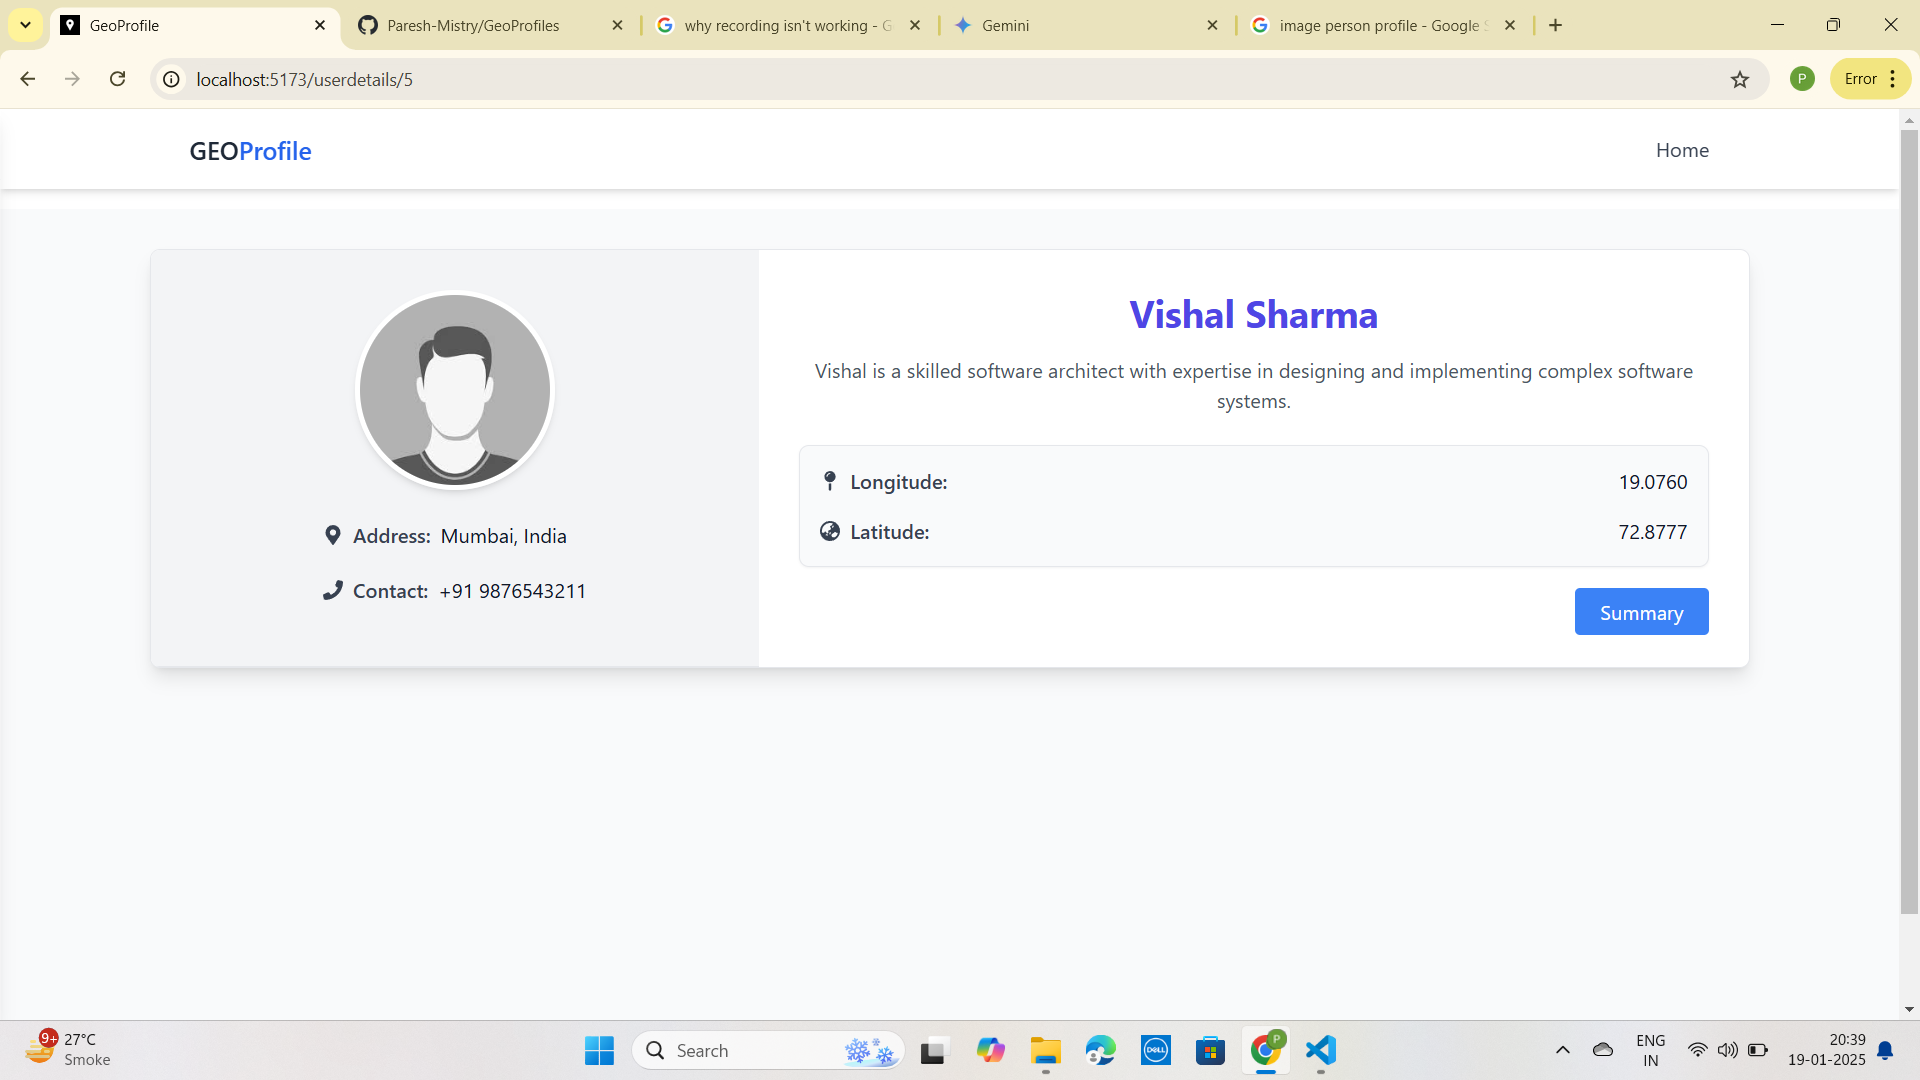 GeoProfile
Paresh-Mistry/GeoProfiles
why recording isn't working - G
Gemini
image person profile - Google S
localhost:5173/userdetails/5
P
Error
GEOProfile
Home
Vishal Sharma
Vishal is a skilled software architect with expertise in designing and implementing complex software
systems.
Longitude: 19.0760
Latitude: 72.8777
Address: Mumbai, India
Contact: +91 9876543211
Summary
9+
27°C
Smoke
Search
DELL
P
ENG
IN
20:39
19-01-2025